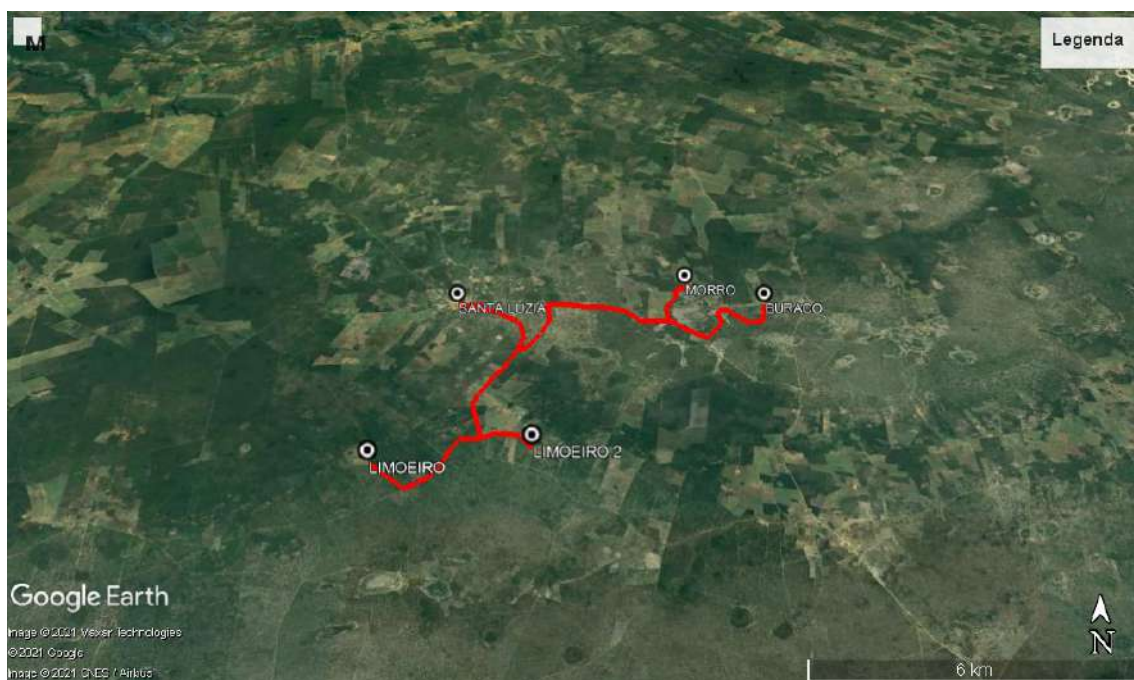 M
Legenda
MORRO
SANTA LUZIA
BURACO
LIMOEIRO 2
LIMOEIRO
Google Earth
Image © 2021 Maxar Technologies
© 2021 Google
Image © 2021 CNES / Airbus
N
6 km